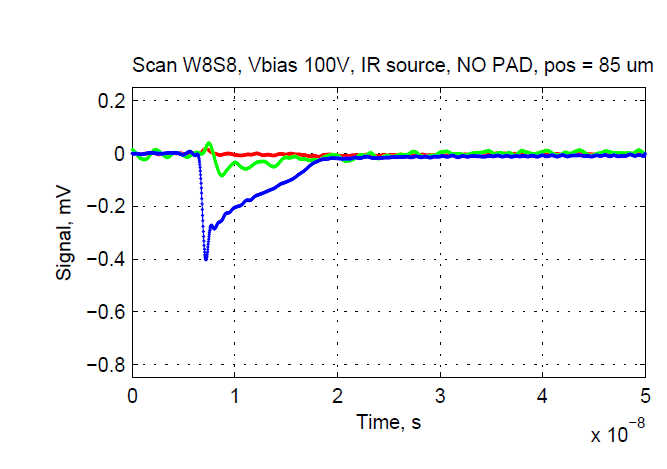 Scan W8S8, Vbias 100V, IR source, NO PAD, pos = 85 um
0.2
0
−0.2
−0.4
−0.6
−0.8
Signal, mV
0 1 2 3 4 5
Time, s
x 10⁻⁸